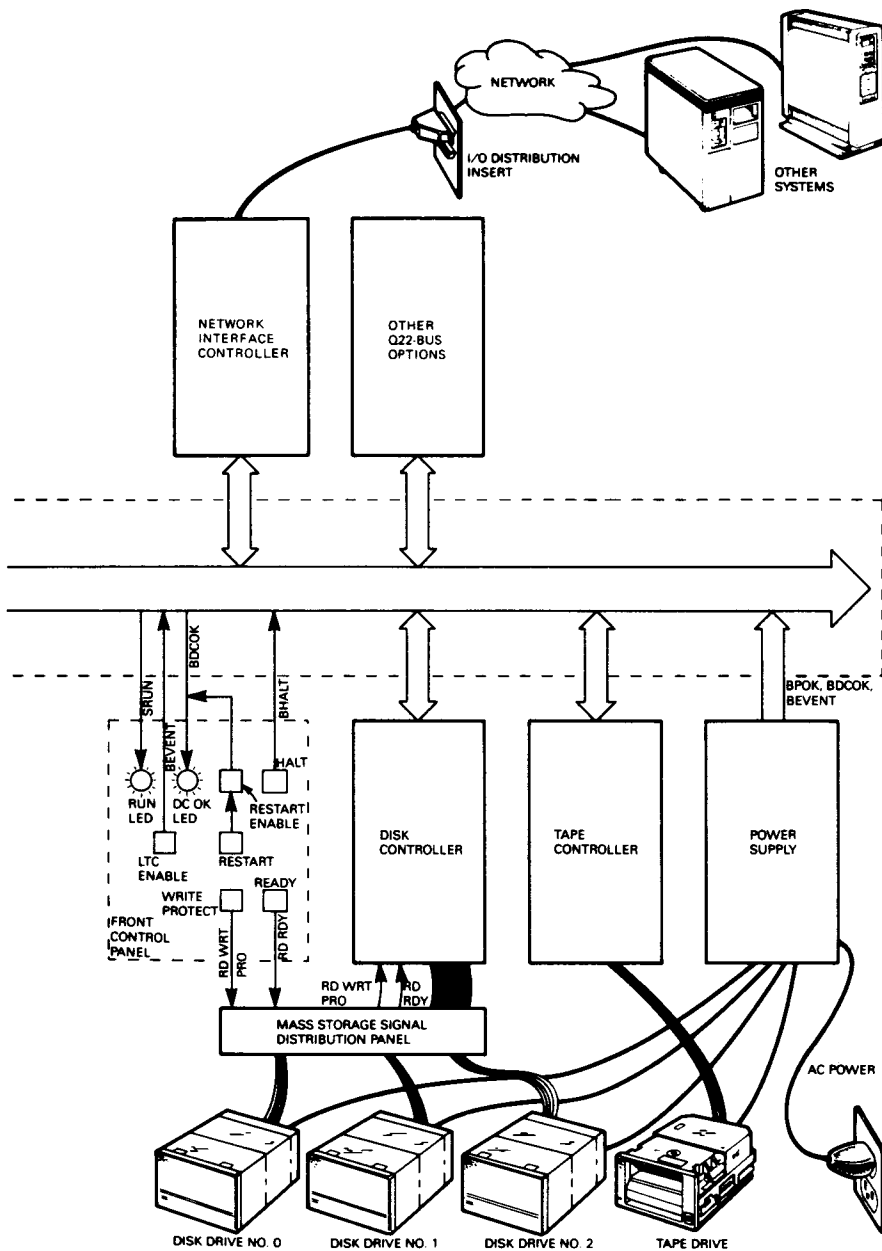 NETWORK
I/O DISTRIBUTION
INSERT
OTHER
SYSTEMS
NETWORK
INTERFACE
CONTROLLER
OTHER
Q22-BUS
OPTIONS
SRUN
BEVENT
BDCOK
BHALT
BPOK, BDCOK,
BEVENT
RUN
LED
DC OK
LED
RESTART
ENABLE
HALT
LTC
ENABLE
RESTART
WRITE
PROTECT
READY
FRONT
CONTROL
PANEL
RD WRT
PRO
RD RDY
DISK
CONTROLLER
TAPE
CONTROLLER
POWER
SUPPLY
RD WRT
PRO
RD
RDY
MASS STORAGE SIGNAL
DISTRIBUTION PANEL
AC POWER
DISK DRIVE NO. 0
DISK DRIVE NO. 1
DISK DRIVE NO. 2
TAPE DRIVE